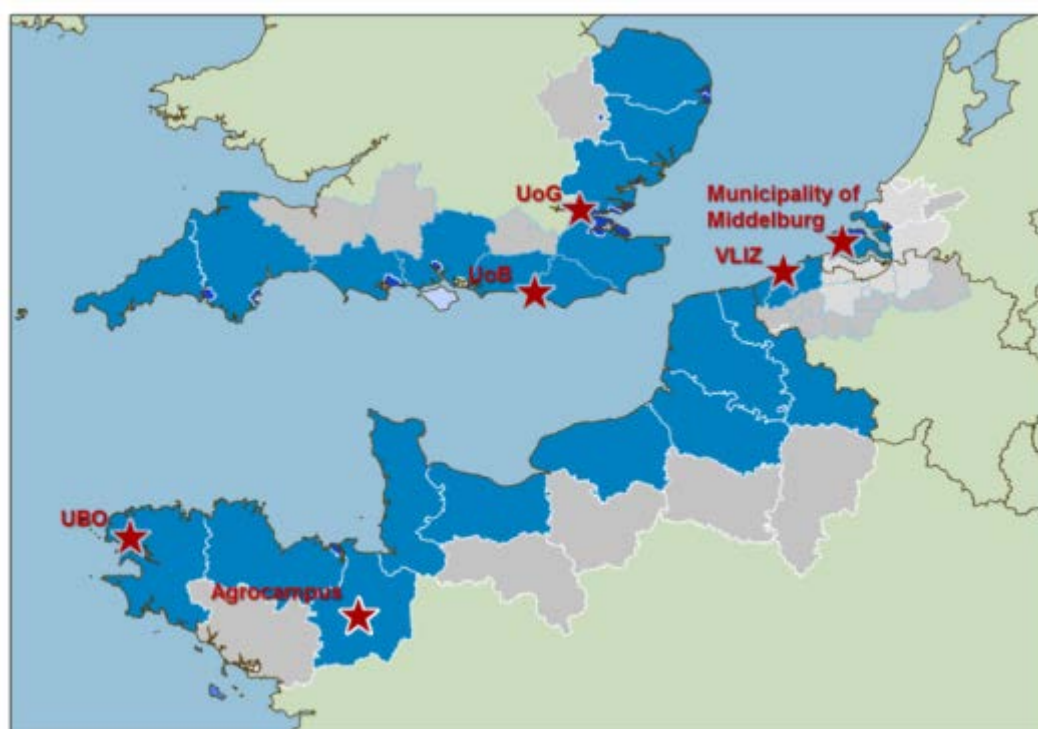 UoG
Municipality of
Middelburg
VLIZ
UoB
UBO
Agrocampus